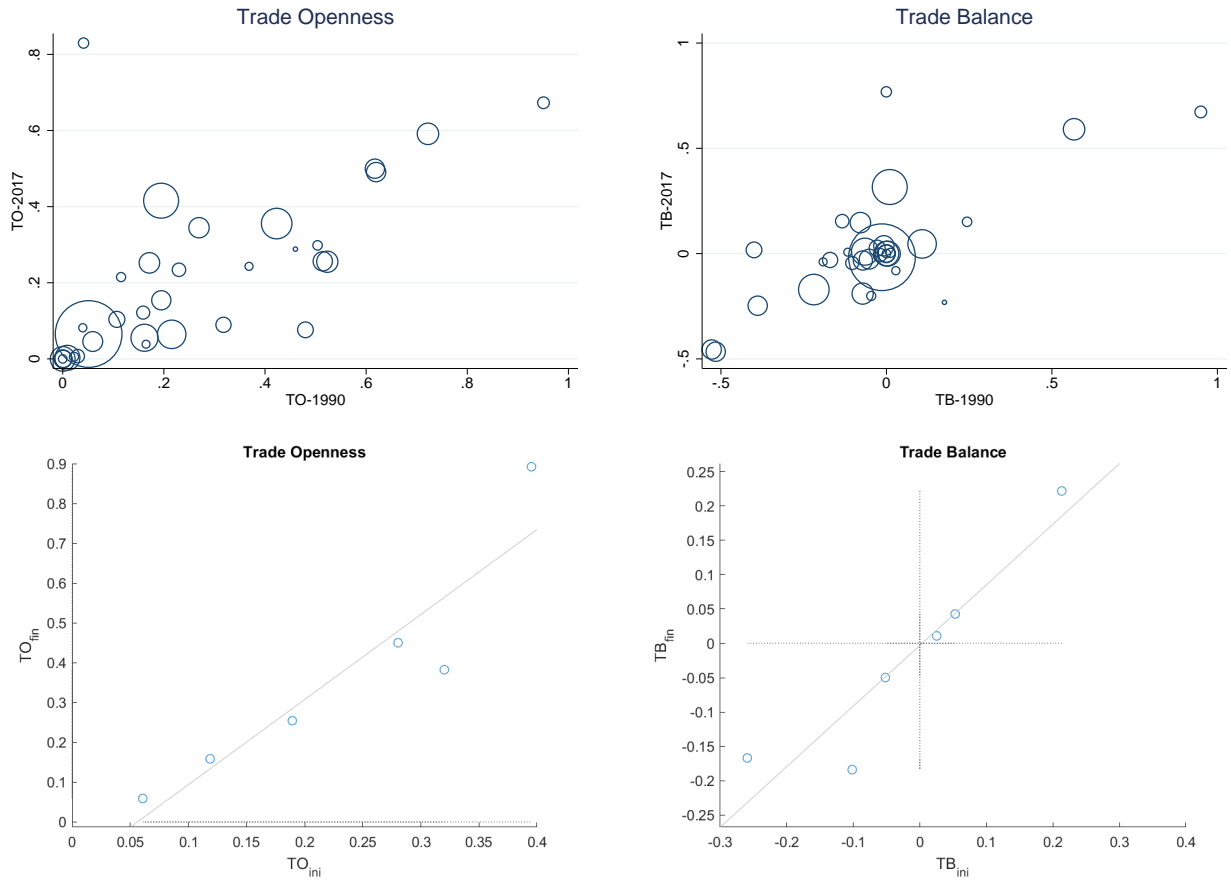 Trade Openness
.8
.6
.4
.2
0
TO-2017
0 .2 .4 .6 .8 1
TO-1990
Trade Balance
1
.5
0
-.5
TB-2017
-.5 0 .5 1
TB-1990
Trade Openness
0.9
0.8
0.7
0.6
0.5
0.4
0.3
0.2
0.1
0
TO_fin
0 0.05 0.1 0.15 0.2 0.25 0.3 0.35 0.4
TO_ini
Trade Balance
0.25
0.2
0.15
0.1
0.05
0
-0.05
-0.1
-0.15
-0.2
-0.25
TB_fin
-0.3 -0.2 -0.1 0 0.1 0.2 0.3 0.4
TB_ini